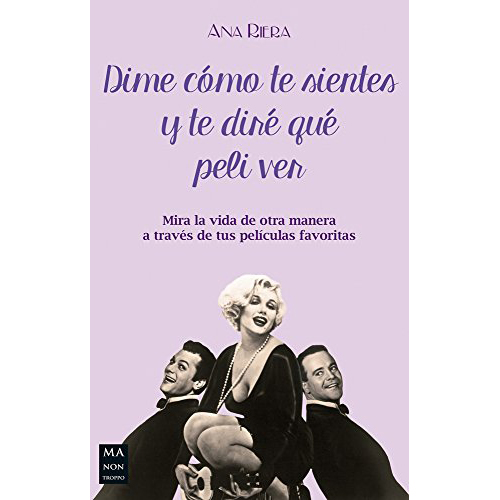 ANA RIERA
Dime cómo te sientes
y te diré qué
peli ver
Mira la vida de otra manera
a través de tus películas favoritas
MA
NON
TROPPO